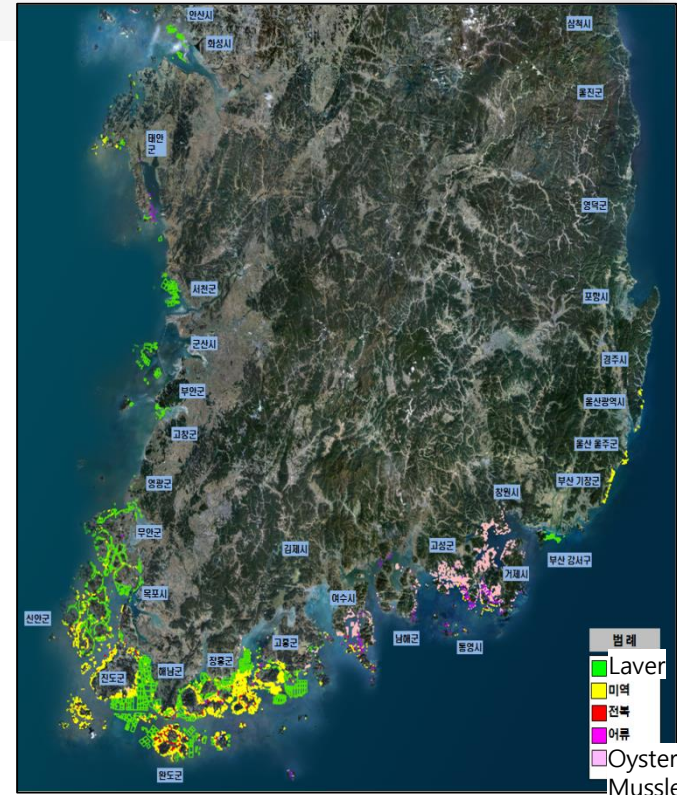 안산시
화성시
삼척시
울진군
태안
군
영덕군
서천군
포항시
군산시
경주시
부안군
울산광역시
고창군
울산 울주군
영광군
부산 기장군
창원시
무안군
김제시
고성군
부산 강서구
거제시
목포시
여수시
신안군
남해군
통영시
고흥군
장흥군
해남군
진도군
완도군
범례
Laver
미역
전복
어류
Oyster
Mussle